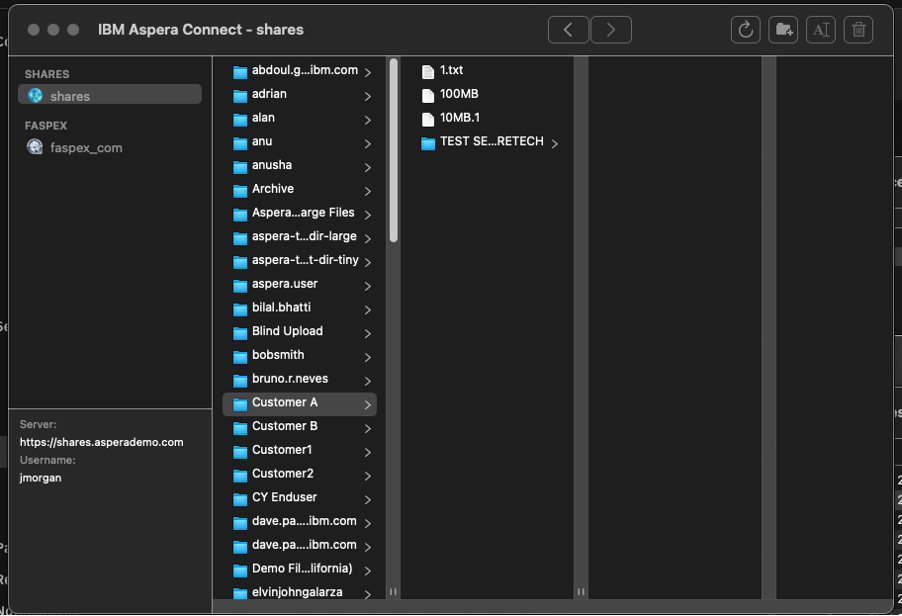 IBM Aspera Connect - shares
SHARES
shares
FASPEX
faspex_com
Server:
https://shares.asperademo.com
Username:
jmorgan
abdoul.g...ibm.com
adrian
alan
anu
anusha
Archive
Aspera...arge Files
aspera-t...dir-large
aspera-t...t-dir-tiny
aspera.user
bilal.bhatti
Blind Upload
bobsmith
bruno.r.neves
Customer A
Customer B
Customer1
Customer2
CY Enduser
dave.pa....ibm.com
dave.pa....ibm.com
Demo Fil...lifornia)
elvinjohngalarza
1.txt
100MB
10MB.1
TEST SE...RETECH